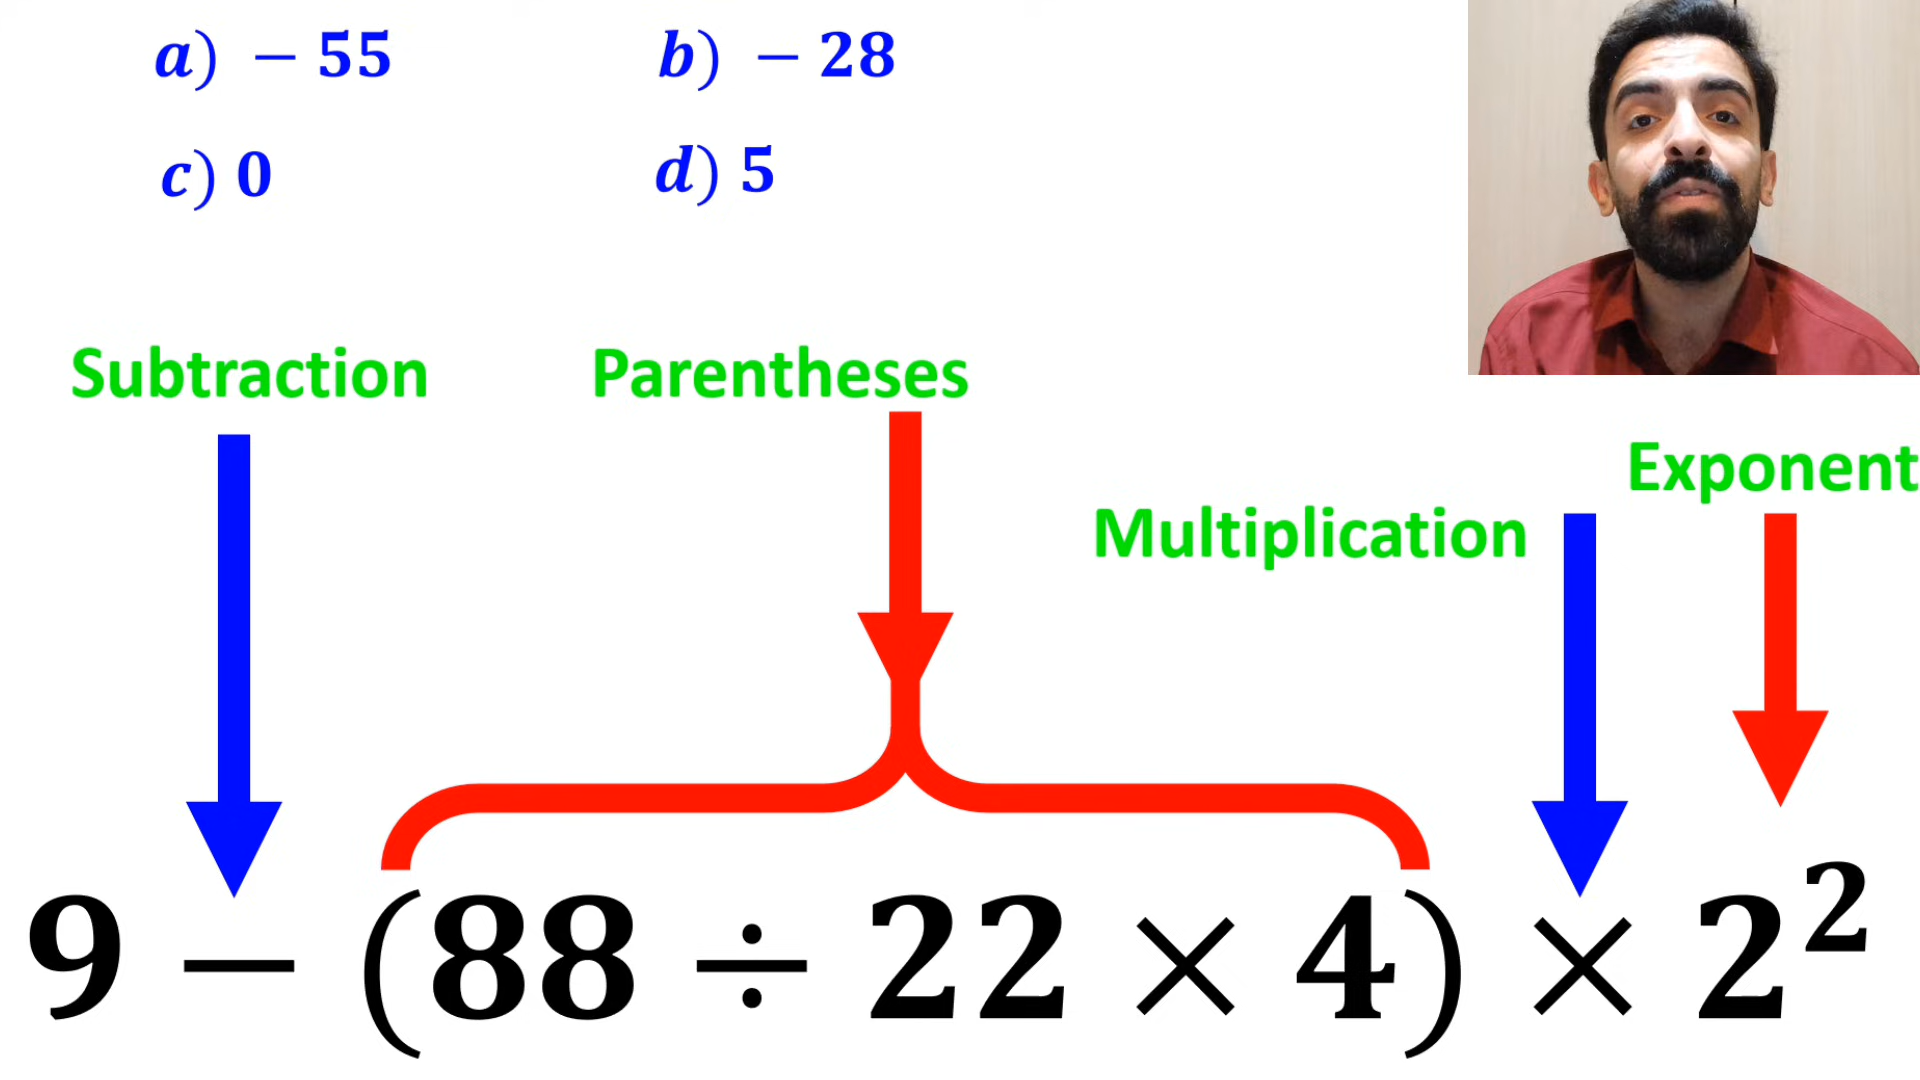 a) − 55 b) − 28
c) 0 d) 5
Subtraction Parentheses
Exponent
Multiplication
9 − (88 ÷ 22 × 4) × 2²